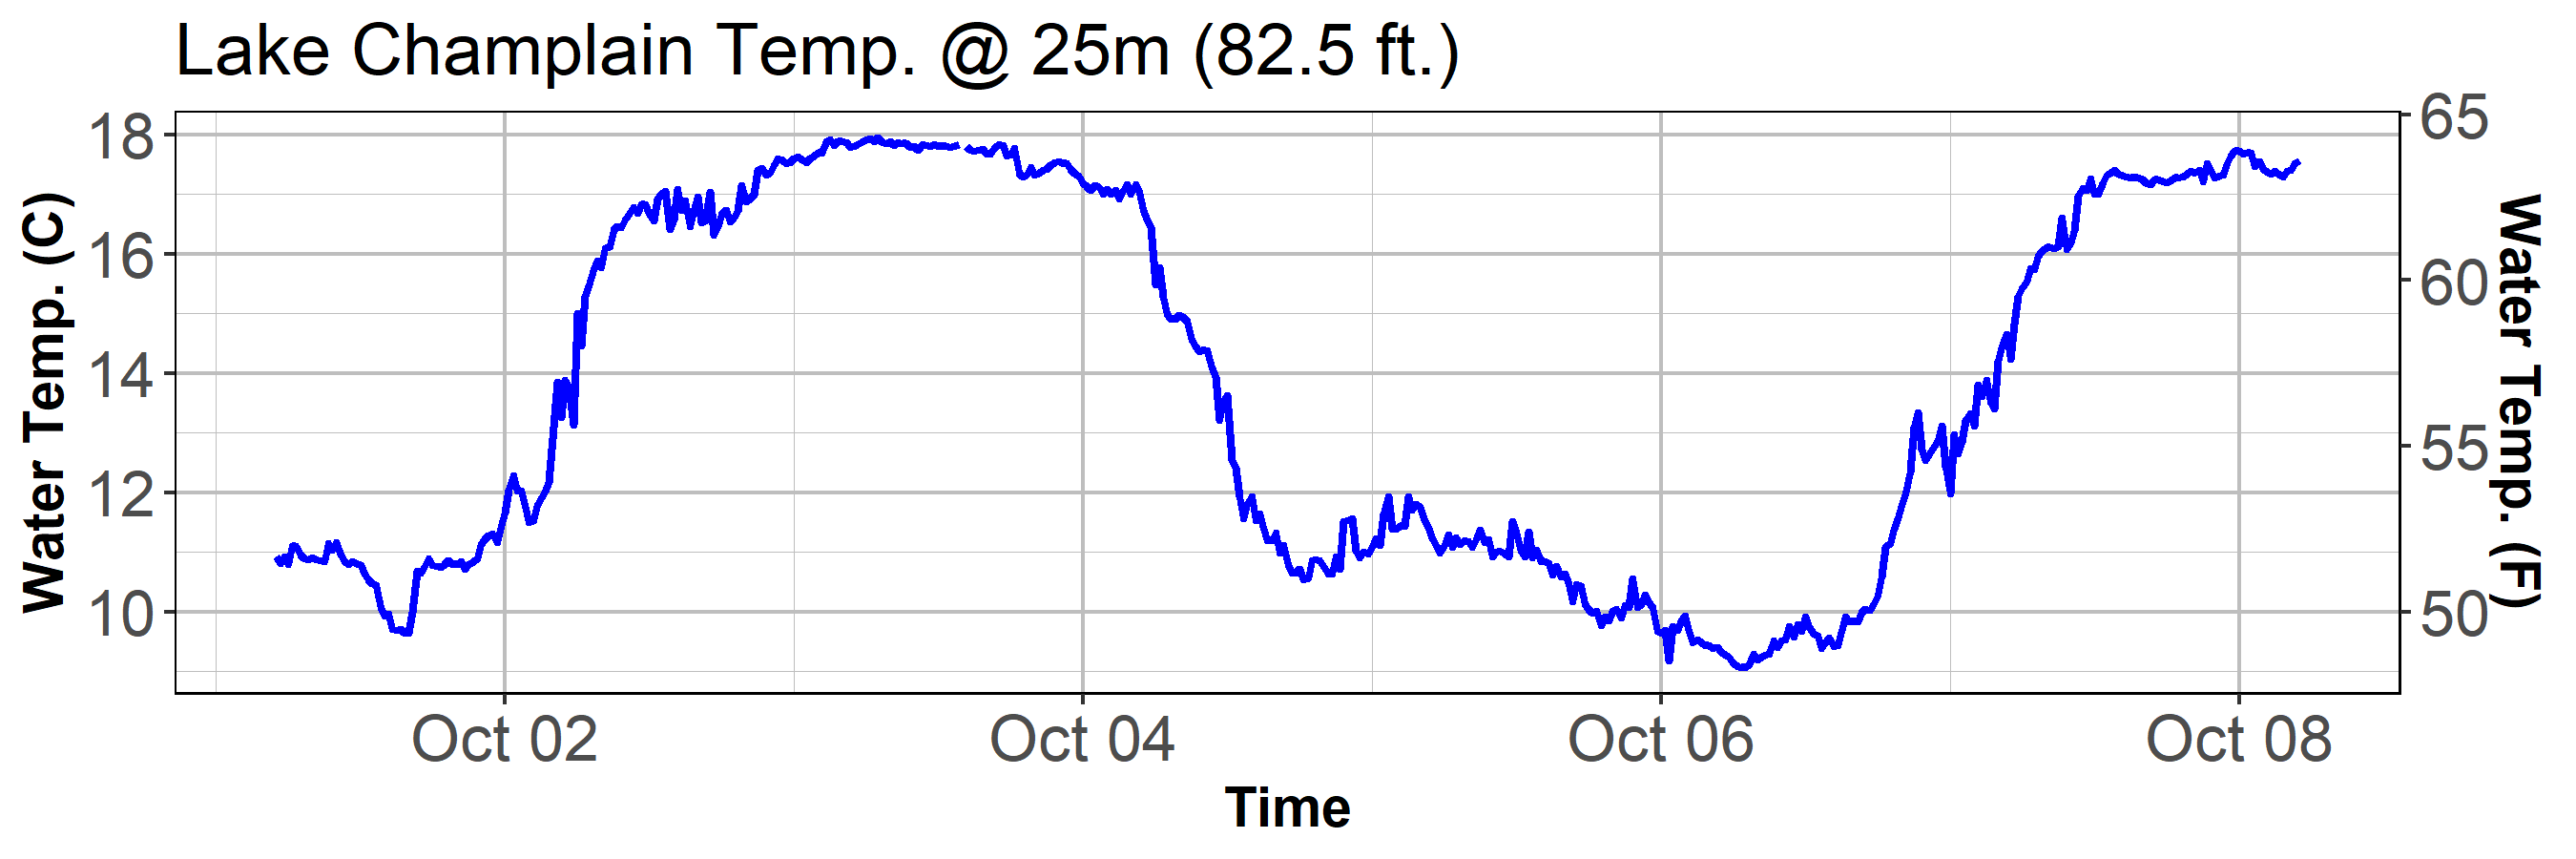 Lake Champlain Temp. @ 25m (82.5 ft.)
Water Temp. (C)
18
16
14
12
10
65
60
55
50
Water Temp. (F)
Oct 02 Oct 04 Oct 06 Oct 08
Time